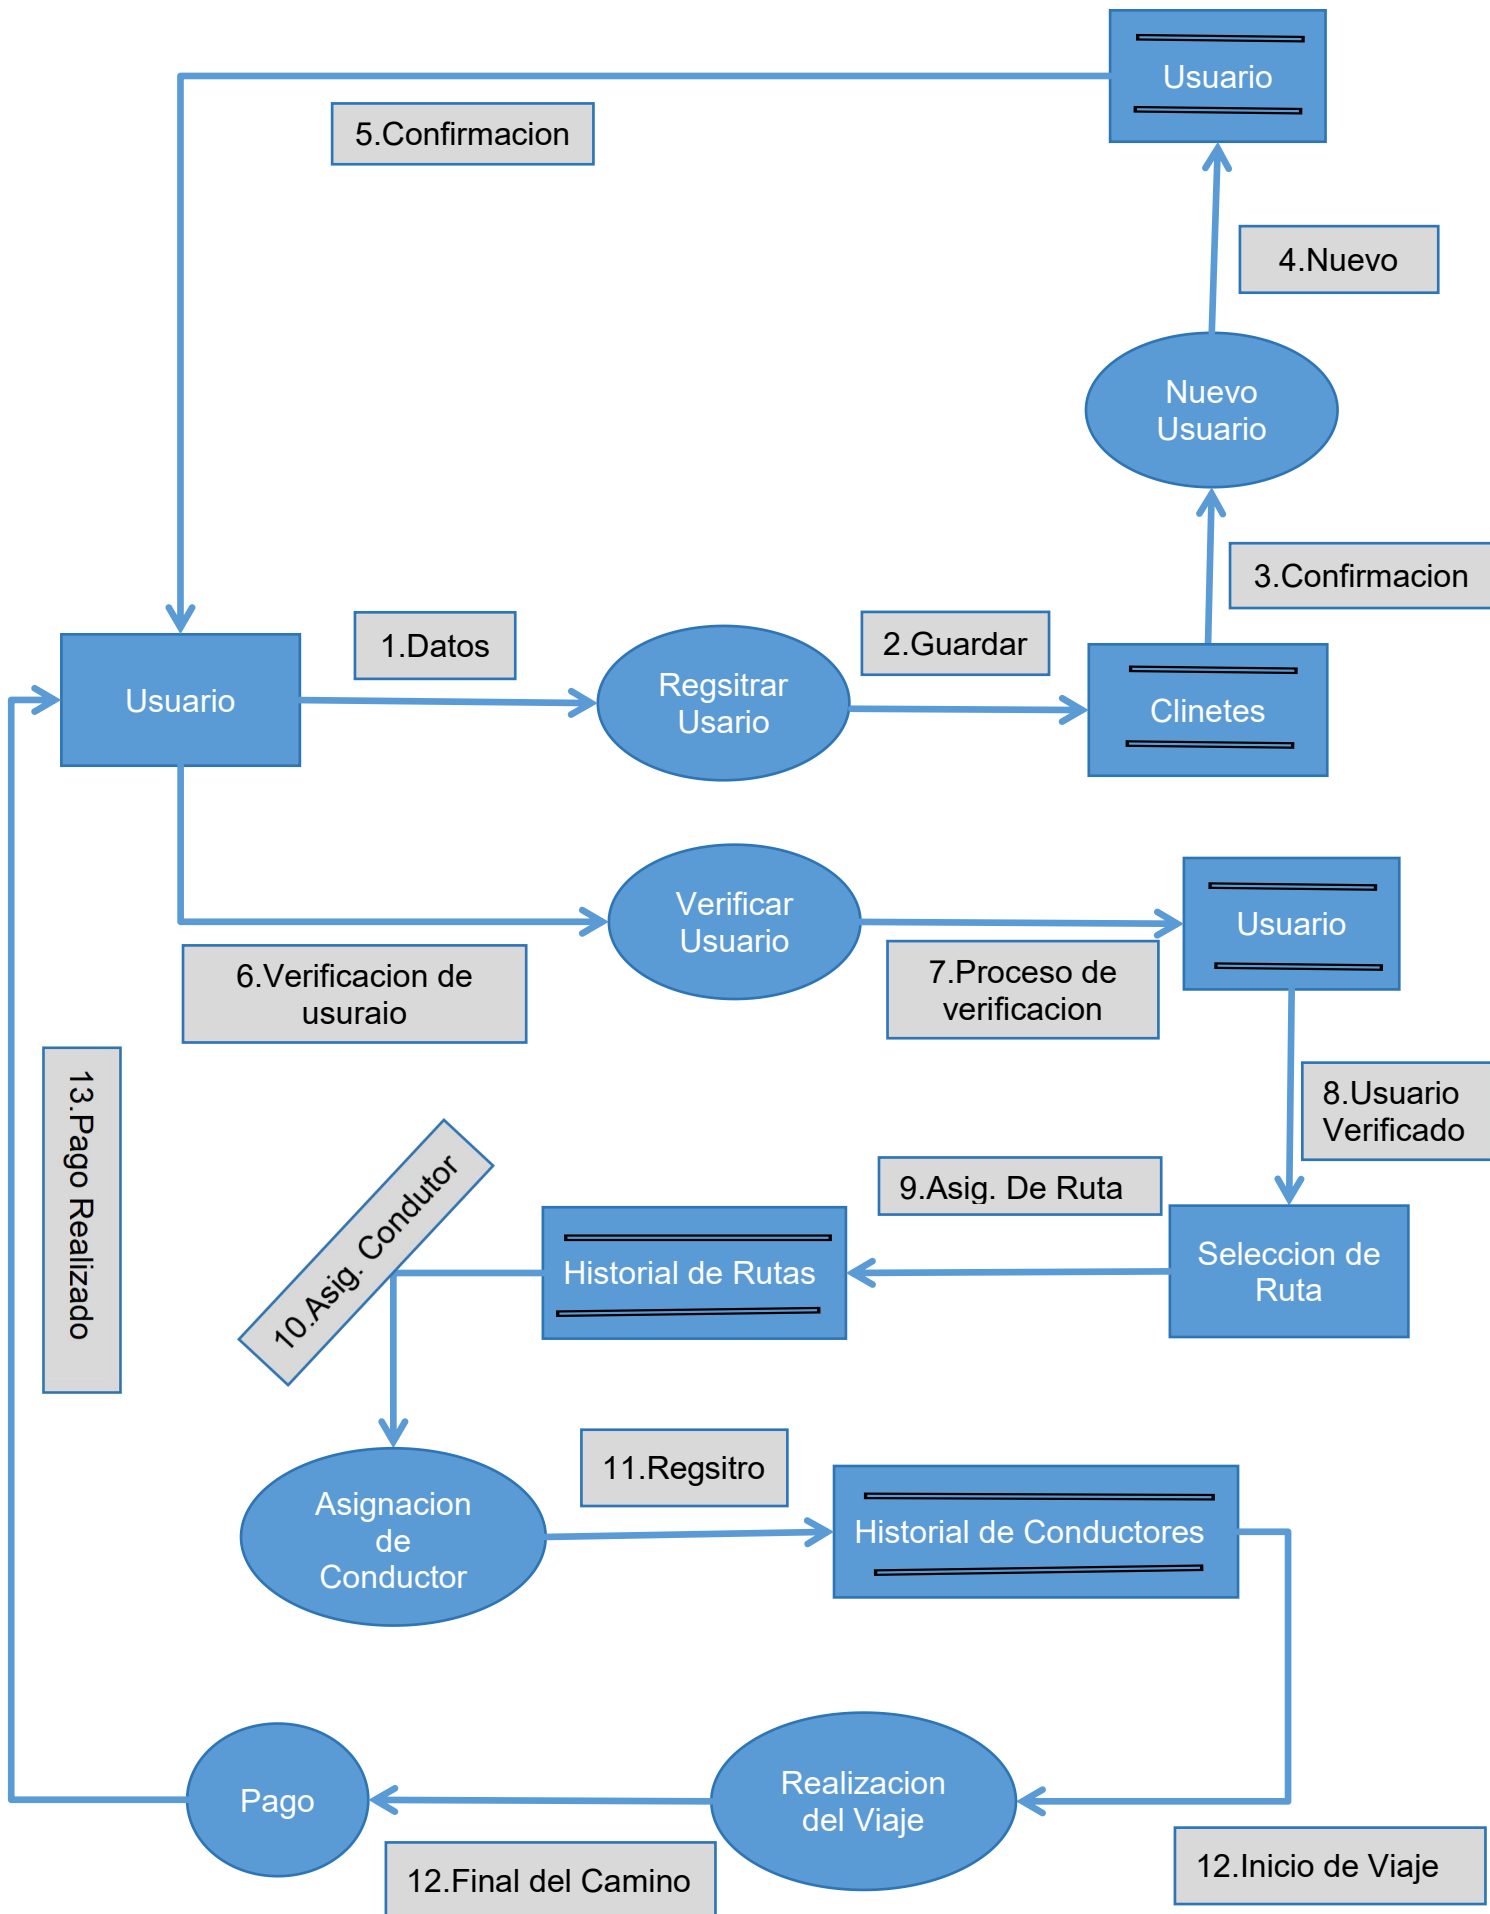 Usuario
5.Confirmacion
4.Nuevo
Nuevo
Usuario
3.Confirmacion
1.Datos
2.Guardar
Usuario
Regsitrar
Usario
Clinetes
Verificar
Usuario
Usuario
6.Verificacion de
usuraio
7.Proceso de
verificacion
8.Usuario
Verificado
13.Pago Realizado
10.Asig. Condutor
9.Asig. De Ruta
Historial de Rutas
Seleccion de
Ruta
11.Regsitro
Asignacion
de
Conductor
Historial de Conductores
Pago
Realizacion
del Viaje
12.Final del Camino
12.Inicio de Viaje